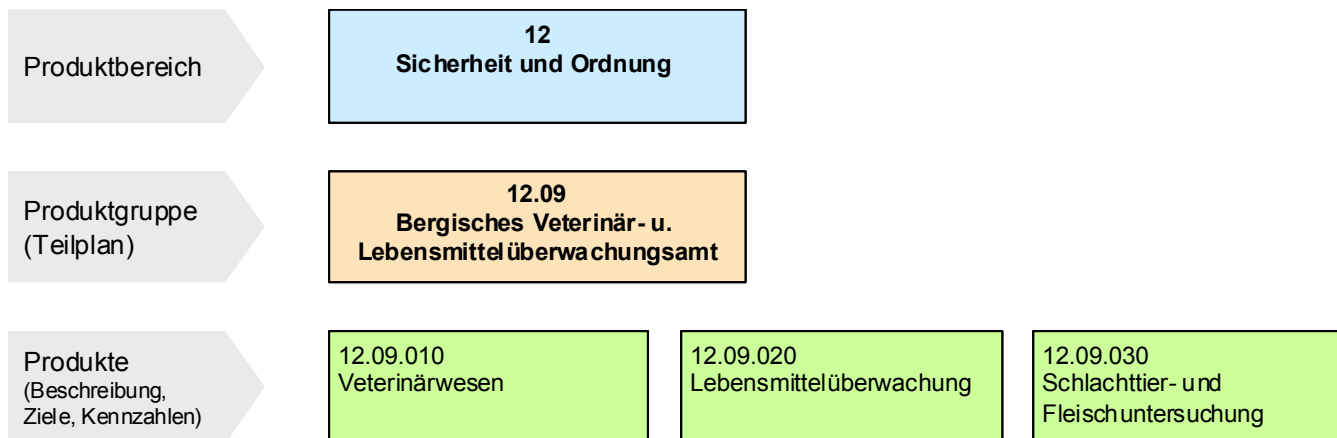 Produktbereich
12
Sicherheit und Ordnung
Produktgruppe
(Teilplan)
12.09
Bergisches Veterinär- u.
Lebensmittelüberwachungsamt
Produkte
(Beschreibung,
Ziele, Kennzahlen)
12.09.010
Veterinärwesen
12.09.020
Lebensmittelüberwachung
12.09.030
Schlachttier- und
Fleischuntersuchung